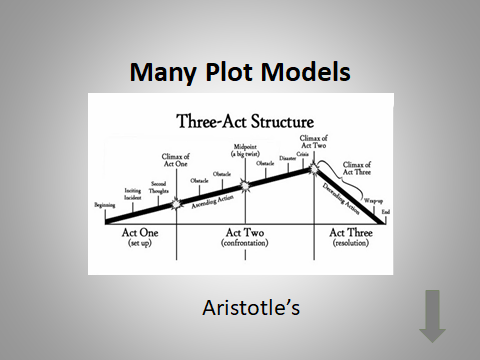 Many Plot Models
Three-Act Structure
Beginning
Inciting
Incident
Second
Thoughts
Climax of
Act One
Obstacle
Obstacle
Ascending Action
Midpoint
(a big twist)
Obstacle
Disaster
Crisis
Climax of
Act Two
Climax of
Act Three
Decending Action
Wrap-up
End
Act One
(set up)
Act Two
(confrontation)
Act Three
(resolution)
Aristotle's